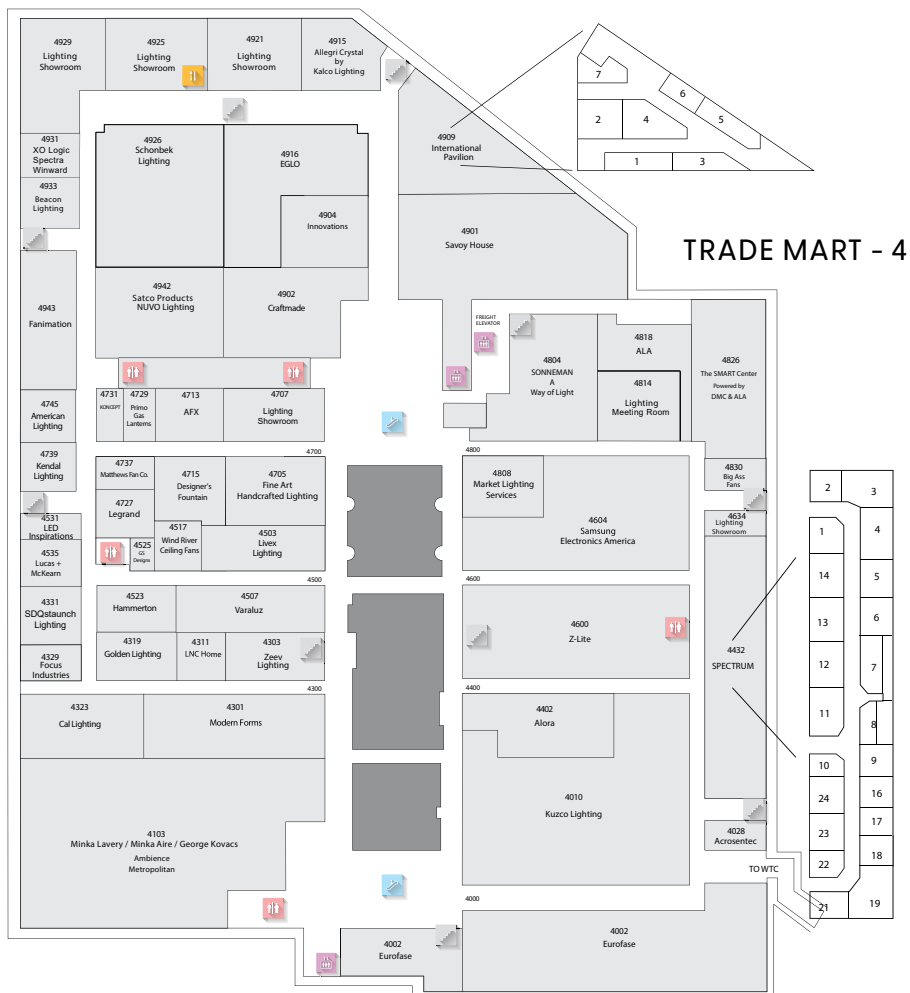 4929
Lighting
Showroom
4925
Lighting
Showroom
4921
Lighting
Showroom
4915
Allegri Crystal
by
Kalco Lighting
4931
XO Logic
Spectra
Winward
4933
Beacon
Lighting
4926
Schonbek
Lighting
4916
EGLO
4904
Innovations
4909
International
Pavilion
7
6
2
4
5
1
3
TRADE MART - 4
4901
Savoy House
4943
Fanimation
4942
Satco Products
NUVO Lighting
4902
Craftmade
FREIGHT
ELEVATOR
4804
SONNEMAN
A
Way of Light
4818
ALA
4814
Lighting
Meeting Room
4826
The SMART Center
Powered by
DMC & ALA
4745
American
Lighting
4731
KONCEPT
4729
Primo
Gas
Lanterns
4713
AFX
4707
Lighting
Showroom
4739
Kendal
Lighting
4700
4800
4737
Matthews Fan Co.
4715
Designer's
Fountain
4705
Fine Art
Handcrafted Lighting
4727
Legrand
4808
Market Lighting
Services
4830
Big Ass
Fans
4604
Samsung
Electronics America
4634
Lighting
Showroom
4531
LED
Inspirations
4535
Lucas +
McKearn
4525
GS
Designs
4517
Wind River
Ceiling Fans
4503
Livex
Lighting
4500
4600
4331
SDQstaunch
Lighting
4523
Hammerton
4507
Varaluz
4600
Z-Lite
4329
Focus
Industries
4319
Golden Lighting
4311
LNC Home
4303
Zeev
Lighting
4432
SPECTRUM
4300
4400
4323
Cal Lighting
4301
Modern Forms
4402
Alora
4010
Kuzco Lighting
4103
Minka Lavery / Minka Aire / George Kovacs
Ambience
Metropolitan
4028
Acrosentec
TO WTC
4000
4002
Eurofase
4002
Eurofase
2
3
1
4
14
5
13
6
12
7
11
8
10
9
24
16
23
17
22
18
21
19